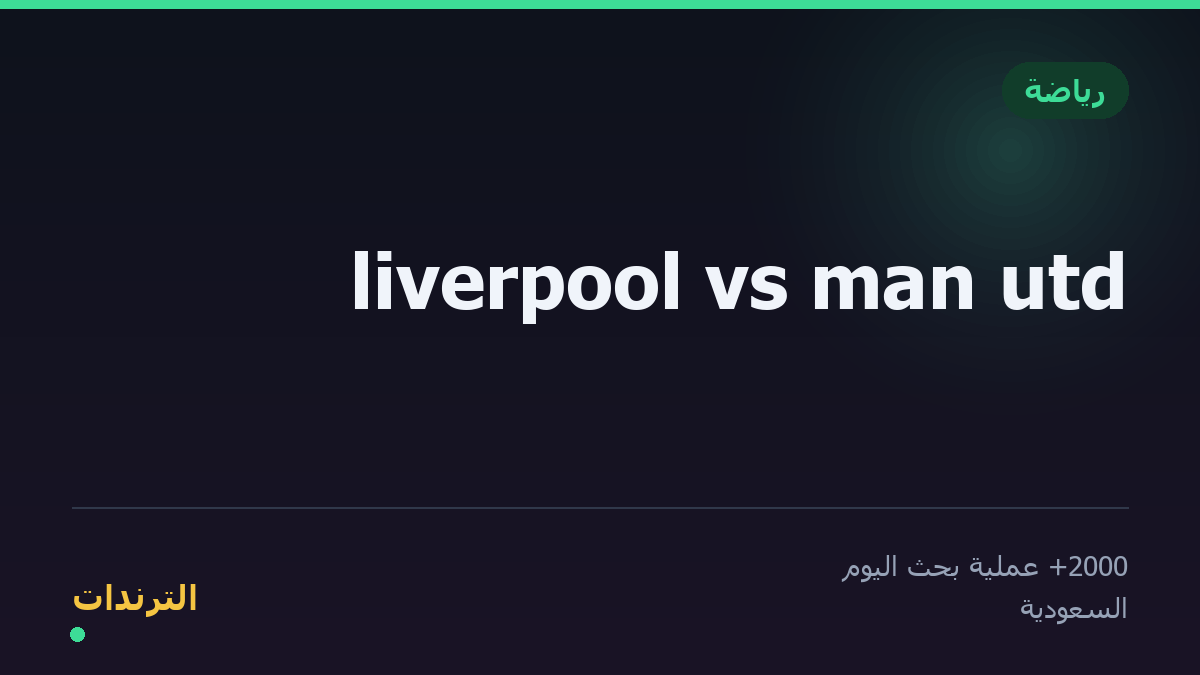 رياضة
liverpool vs man utd
2000+ عملية بحث اليوم
السعودية
الترندات